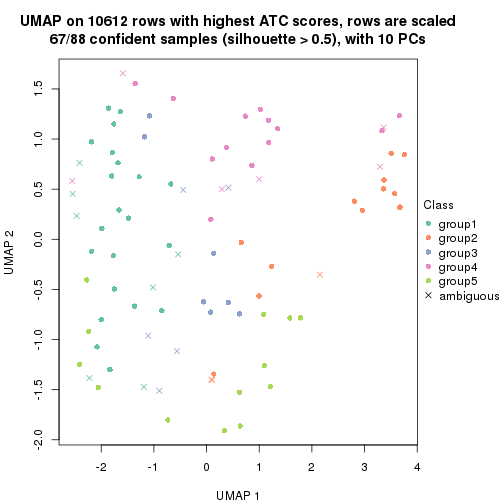 UMAP on 10612 rows with highest ATC scores, rows are scaled
67/88 confident samples (silhouette > 0.5), with 10 PCs
1.5
1.0
0.5
0.0
-0.5
-1.0
-1.5
-2.0
UMAP 2
-2
-1
0
1
2
3
4
UMAP 1
Class
group1
group2
group3
group4
group5
ambiguous